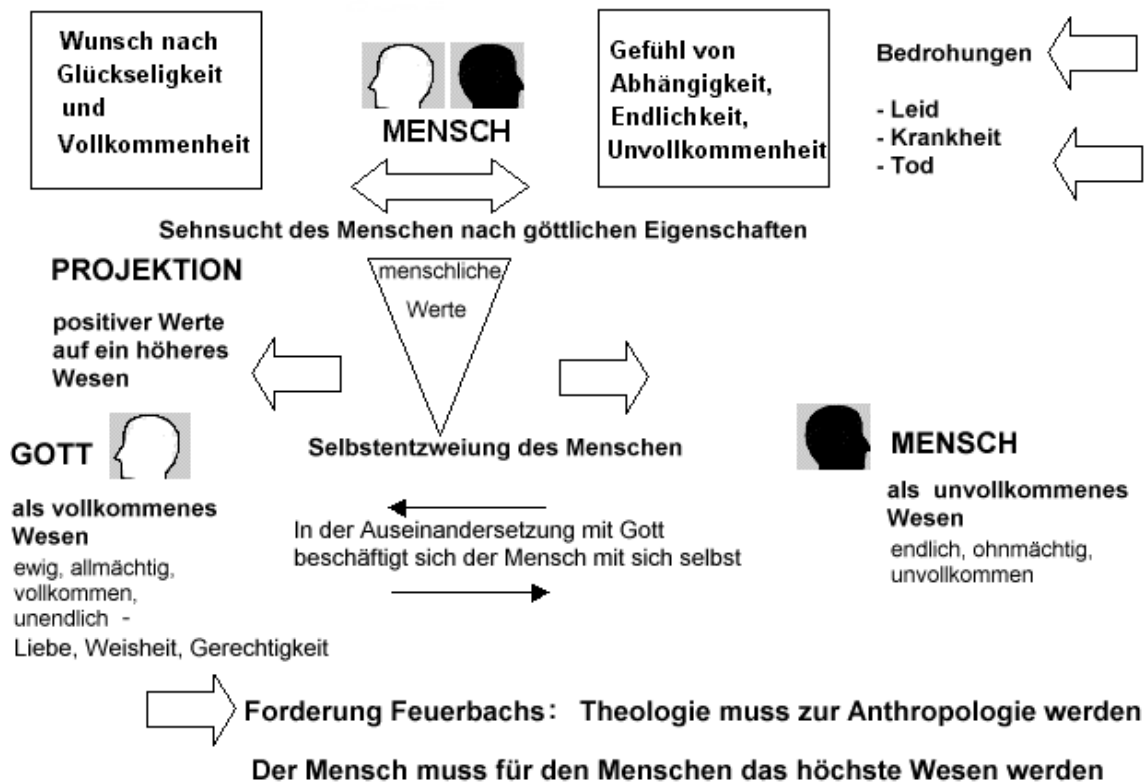 Wunsch nach
Glückseligkeit
und
Vollkommenheit
MENSCH
Gefühl von
Abhängigkeit,
Endlichkeit,
Unvollkommenheit
Bedrohungen
- Leid
- Krankheit
- Tod
Sehnsucht des Menschen nach göttlichen Eigenschaften
PROJEKTION
positiver Werte
auf ein höheres
Wesen
menschliche
Werte
GOTT
als vollkommenes
Wesen
ewig, allmächtig,
vollkommen,
unendlich -
Liebe, Weisheit, Gerechtigkeit
Selbstentzweiung des Menschen
In der Auseinandersetzung mit Gott
beschäftigt sich der Mensch mit sich selbst
MENSCH
als unvollkommenes
Wesen
endlich, ohnmächtig,
unvollkommen
Forderung Feuerbachs: Theologie muss zur Anthropologie werden
Der Mensch muss für den Menschen das höchste Wesen werden